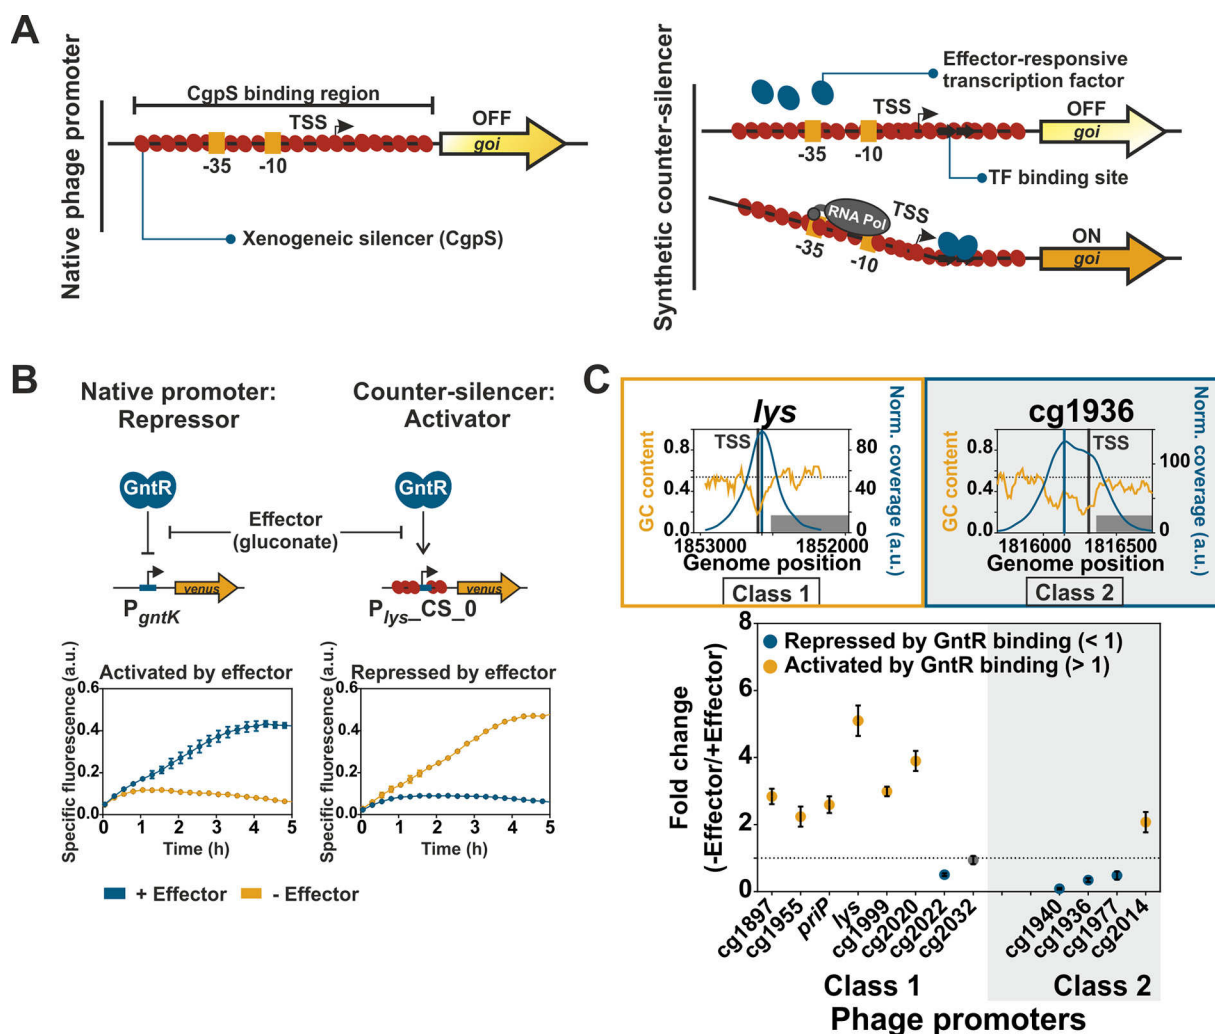 A
Native phage promoter
CgpS binding region
TSS
OFF
goi
-35
-10
Xenogeneic silencer (CgpS)
Synthetic counter-silencer
Effector-responsive
transcription factor
TSS
OFF
goi
-35
-10
TF binding site
RNA Pol
TSS
ON
goi
-35
-10
B
Native promoter:
Repressor
Counter-silencer:
Activator
GntR
GntR
Effector
(gluconate)
venus
venus
PgntK
Plys_CS_0
Activated by effector
Repressed by effector
Specific fluorescence (a.u.)
0.6
0.4
0.2
0.0
0 1 2 3 4 5
Time (h)
Specific fluorescence (a.u.)
0.6
0.4
0.2
0.0
0 1 2 3 4 5
Time (h)
+ Effector
- Effector
C
lys
GC content
0.8
0.4
0.0
TSS
80
40
0
Norm. coverage (a.u.)
1853000 1852000
Genome position
Class 1
cg1936
GC content
0.8
0.4
0.0
TSS
100
0
Norm. coverage (a.u.)
1816000 1816500
Genome position
Class 2
Fold change
(-Effector/+Effector)
8
6
4
2
0
Repressed by GntR binding (< 1)
Activated by GntR binding (> 1)
cg1897
cg1955
priP
lys
cg1999
cg2020
cg2022
cg2032
cg1940
cg1936
cg1977
cg2014
Class 1
Class 2
Phage promoters